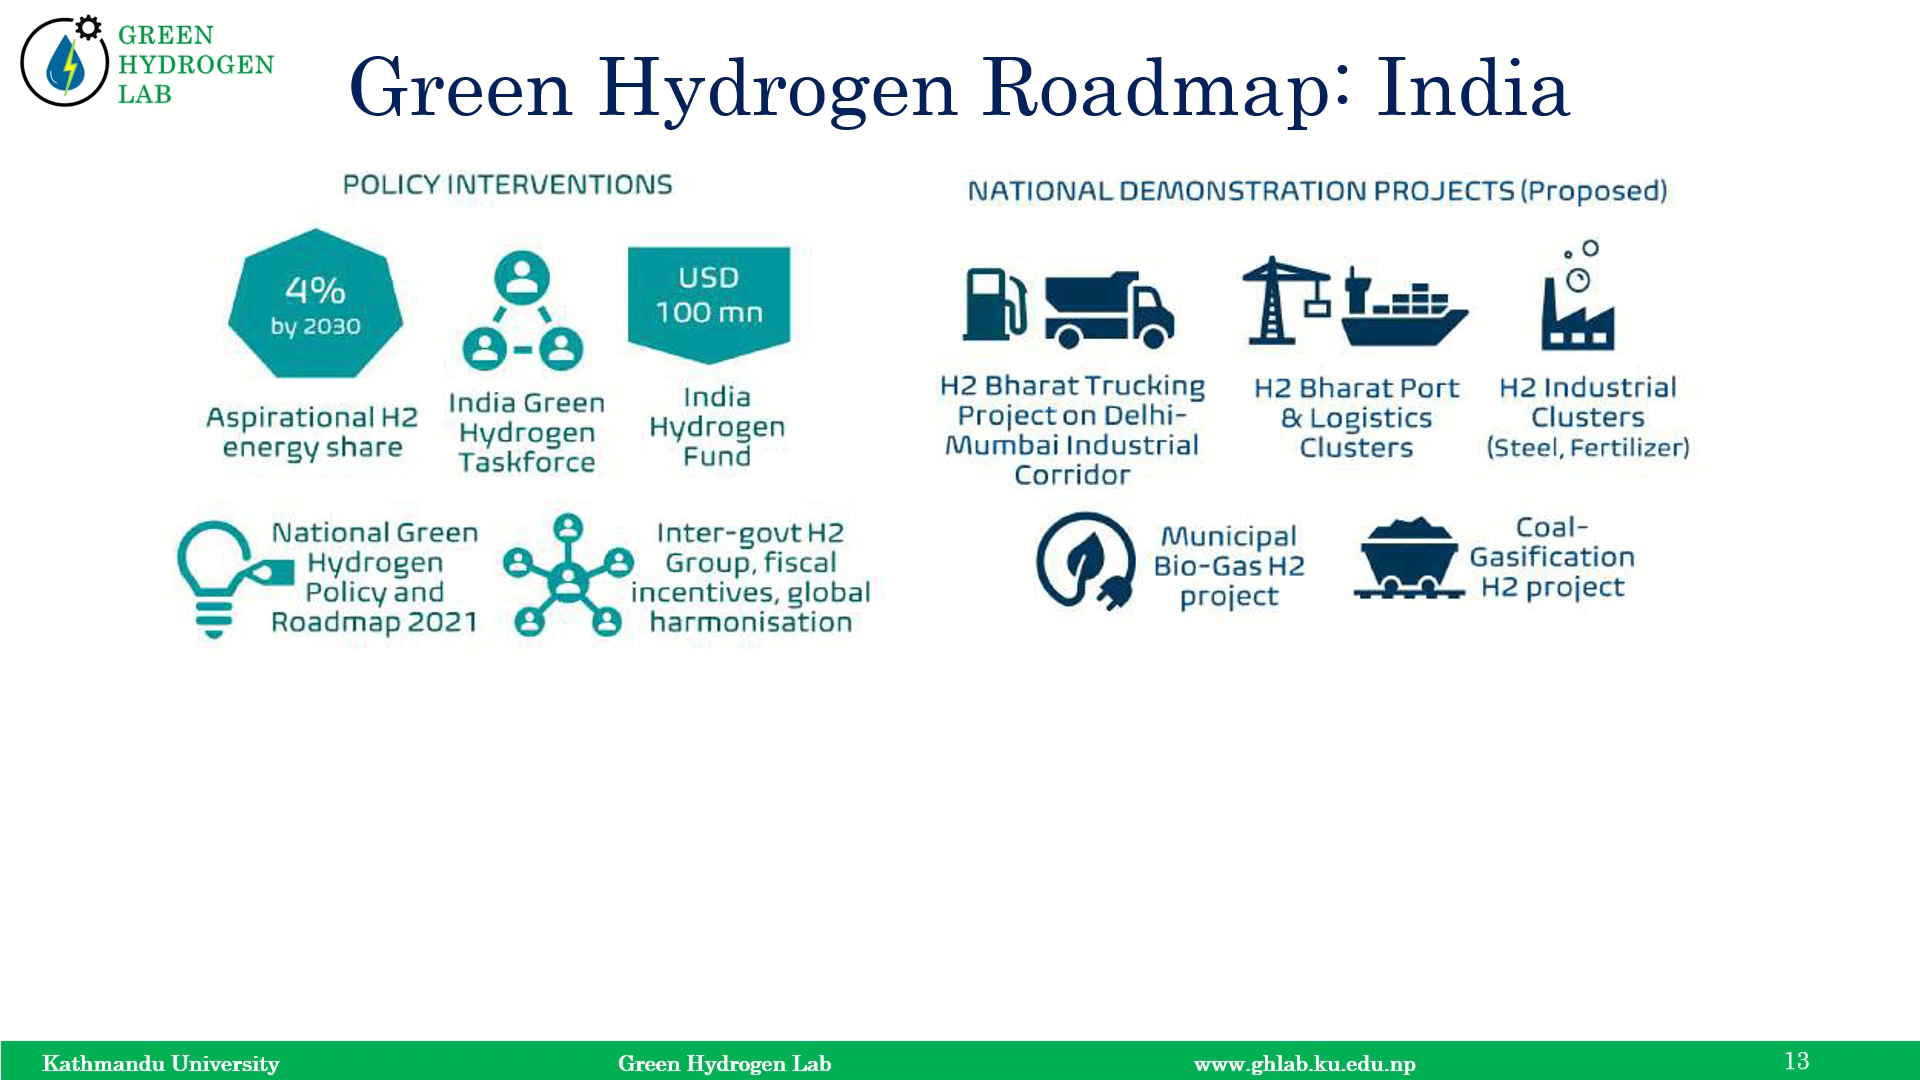 GREEN
HYDROGEN
LAB
Green Hydrogen Roadmap: India
POLICY INTERVENTIONS
4%
by 2030
Aspirational H2
energy share
India Green
Hydrogen
Taskforce
USD
100 mn
India
Hydrogen
Fund
National Green
Hydrogen
Policy and
Roadmap 2021
Inter-govt H2
Group, fiscal
incentives, global
harmonisation
NATIONAL DEMONSTRATION PROJECTS (Proposed)
H2 Bharat Trucking
Project on Delhi-
Mumbai Industrial
Corridor
H2 Bharat Port
& Logistics
Clusters
H2 Industrial
Clusters
(Steel, Fertilizer)
Municipal
Bio-Gas H2
project
Coal-
Gasification
H2 project
Kathmandu University
Green Hydrogen Lab
www.ghlab.ku.edu.np
13